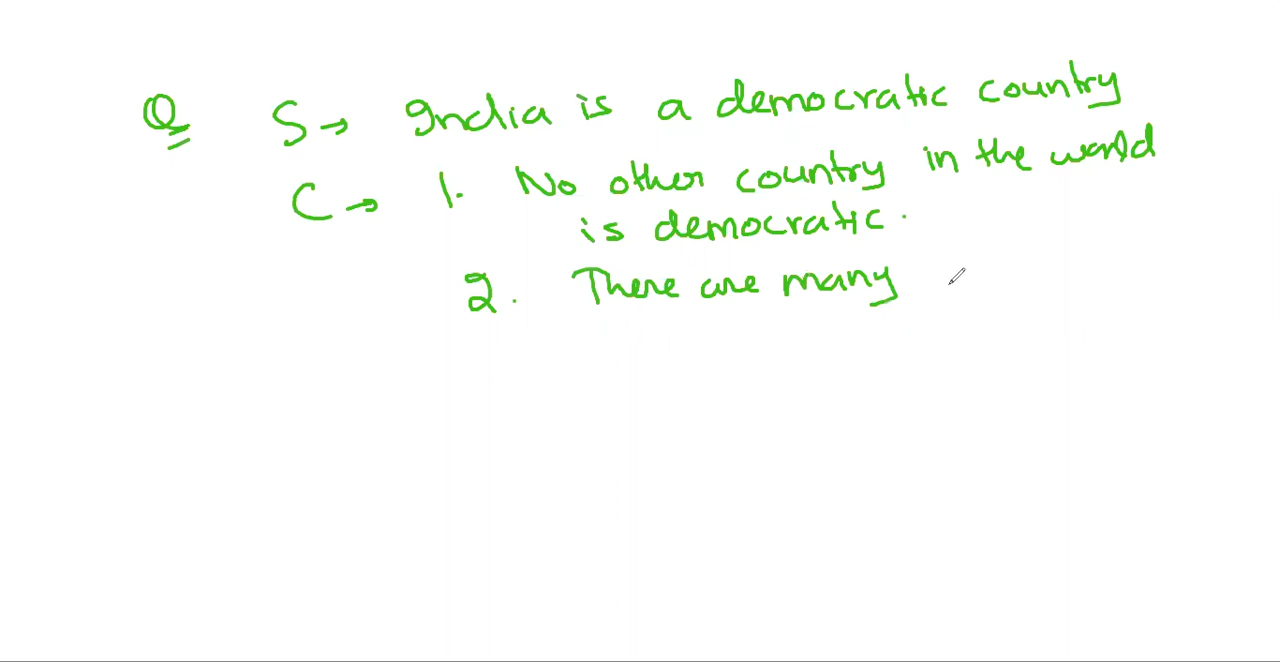 Q S → India is a democratic country
C → 1. No other country in the world
is democratic.
2. There are many